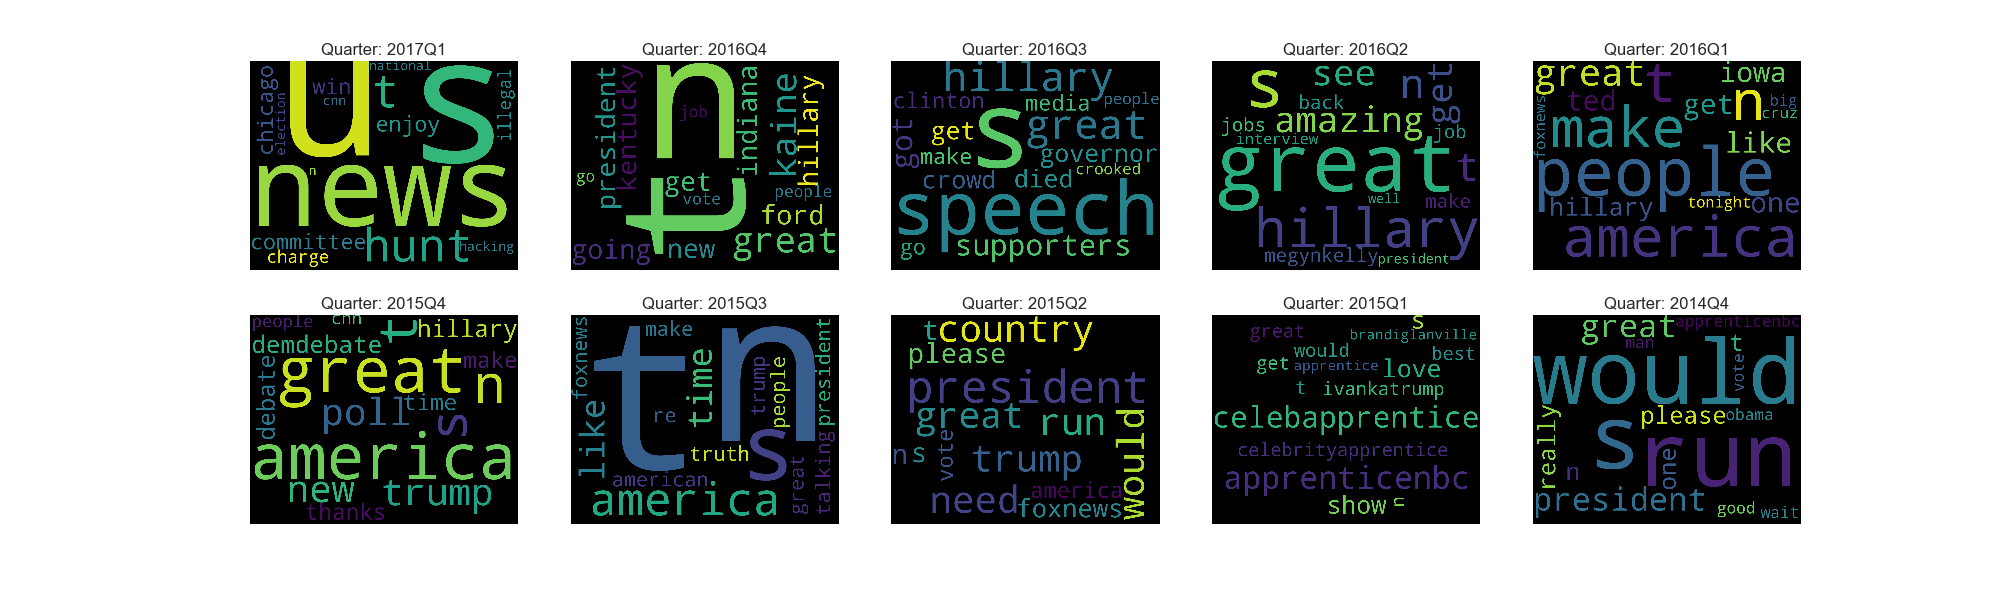 Quarter: 2017Q1
national
u s
win
cnn
t
chicago
election
enjoy
illegal
n
news
committee
hunt
hacking
charge
Quarter: 2016Q4
president
kentucky
n
job
indiana
kaine
hillary
go
t
get
vote
people
ford
going
new
great
Quarter: 2016Q3
hillary
clinton
media
people
got
get
s
great
make
governor
crowd
died
crooked
speech
go
supporters
Quarter: 2016Q2
s
see
n
get
back
jobs
amazing
job
interview
great
t
well
make
hillary
megynkelly
president
Quarter: 2016Q1
great
t
iowa
foxnews
ted
get
n
big
cruz
make
like
people
hillary
tonight
one
america
Quarter: 2015Q4
people
cnn
t
hillary
demdebate
make
debate
great
n
poll
time
s
america
new
trump
thanks
Quarter: 2015Q3
foxnews
make
t
n
time
trump
people
president
like
re
truth
s
american
america
great
talking
Quarter: 2015Q2
t
country
please
president
great
run
would
n
s
vote
trump
need
america
foxnews
Quarter: 2015Q1
s
great
brandiglanville
would
best
get
apprentice
love
t
ivankatrump
celebapprentice
celebrityapprentice
apprenticenbc
show
n
Quarter: 2014Q4
great
apprenticenbc
man
t
would
vote
really
s
please
obama
run
n
one
president
good
wait